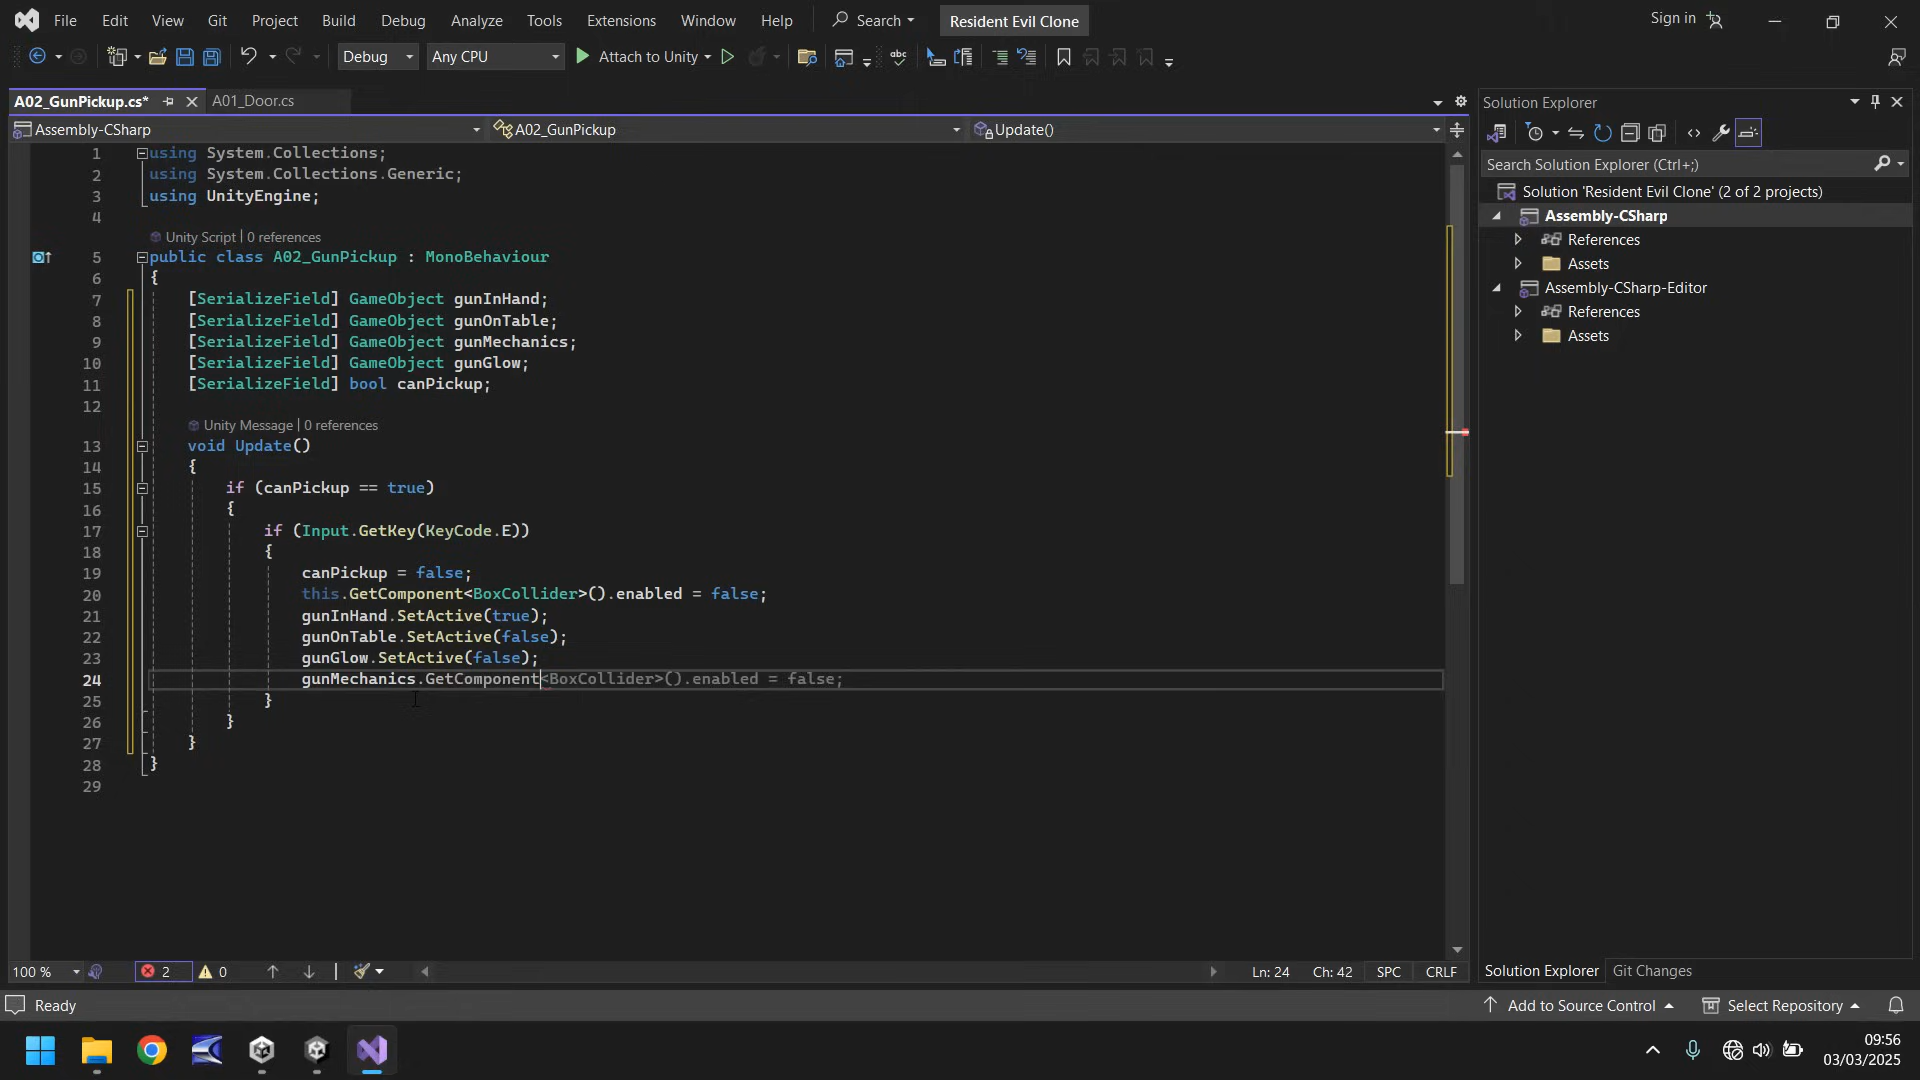 File Edit View Git Project Build Debug Analyze Tools Extensions Window Help Search Resident Evil Clone Sign in
Debug Any CPU Attach to Unity
A02_GunPickup.cs* A01_Door.cs
Assembly-CSharp A02_GunPickup Update()
1 using System.Collections;
2 using System.Collections.Generic;
3 using UnityEngine;
4
Unity Script | 0 references
5 public class A02_GunPickup : MonoBehaviour
6 {
7 [SerializeField] GameObject gunInHand;
8 [SerializeField] GameObject gunOnTable;
9 [SerializeField] GameObject gunMechanics;
10 [SerializeField] GameObject gunGlow;
11 [SerializeField] bool canPickup;
12
Unity Message | 0 references
13 void Update()
14 {
15 if (canPickup == true)
16 {
17 if (Input.GetKey(KeyCode.E))
18 {
19 canPickup = false;
20 this.GetComponent<BoxCollider>().enabled = false;
21 gunInHand.SetActive(true);
22 gunOnTable.SetActive(false);
23 gunGlow.SetActive(false);
24 gunMechanics.GetComponent<BoxCollider>().enabled = false;
25 }
26 }
27 }
28 }
29
100 % 2 0 Ln: 24 Ch: 42 SPC CRLF
Solution Explorer
Search Solution Explorer (Ctrl+;)
Solution 'Resident Evil Clone' (2 of 2 projects)
Assembly-CSharp
References
Assets
Assembly-CSharp-Editor
References
Assets
Solution Explorer Git Changes
Ready Add to Source Control Select Repository
09:56
03/03/2025